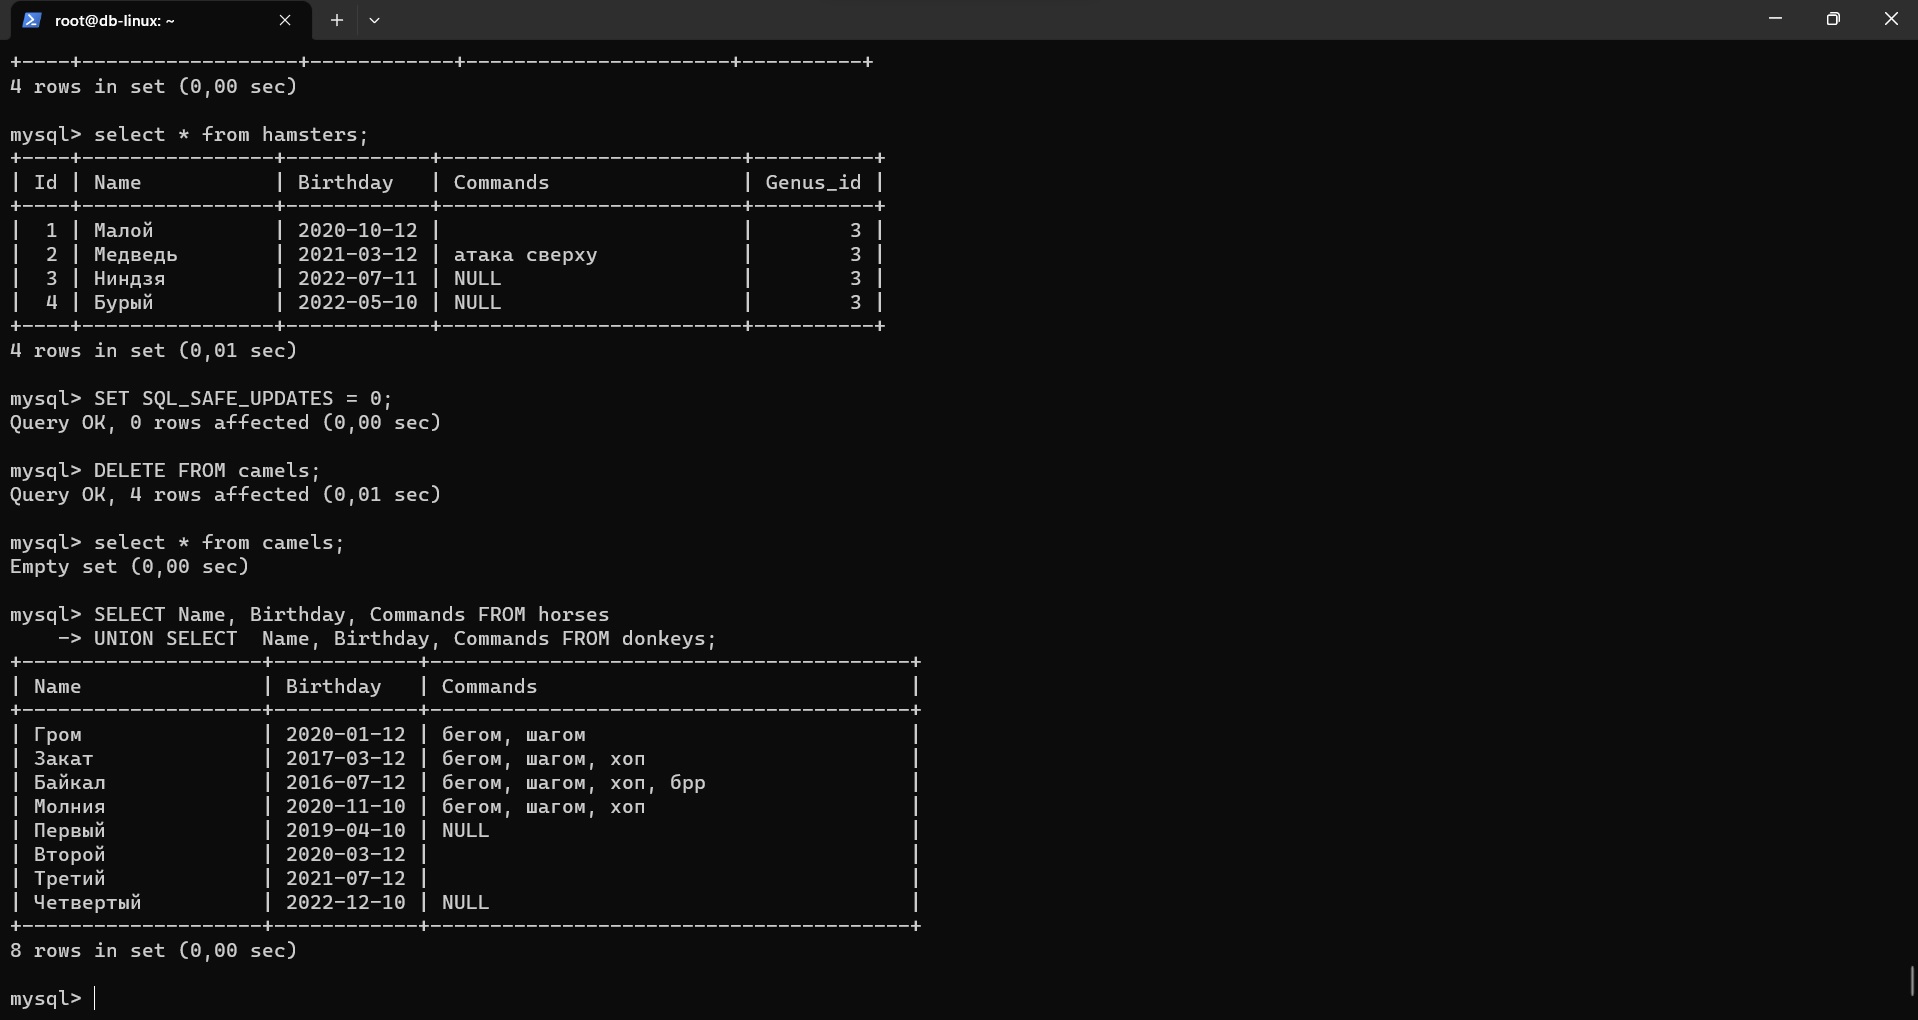 root@db-linux: ~
+----+------------------+------------+----------------------+----------+
4 rows in set (0,00 sec)
mysql> select * from hamsters;
+----+----------------+------------+-------------------------+----------+
| Id | Name           | Birthday   | Commands                | Genus_id |
+----+----------------+------------+-------------------------+----------+
|  1 | Малой          | 2020-10-12 |                         |        3 |
|  2 | Медведь        | 2021-03-12 | атака сверху            |        3 |
|  3 | Ниндзя         | 2022-07-11 | NULL                    |        3 |
|  4 | Бурый          | 2022-05-10 | NULL                    |        3 |
+----+----------------+------------+-------------------------+----------+
4 rows in set (0,01 sec)
mysql> SET SQL_SAFE_UPDATES = 0;
Query OK, 0 rows affected (0,00 sec)
mysql> DELETE FROM camels;
Query OK, 4 rows affected (0,01 sec)
mysql> select * from camels;
Empty set (0,00 sec)
mysql> SELECT Name, Birthday, Commands FROM horses
    -> UNION SELECT  Name, Birthday, Commands FROM donkeys;
+--------------------+------------+----------------------------------------+
| Name               | Birthday   | Commands                               |
+--------------------+------------+----------------------------------------+
| Гром               | 2020-01-12 | бегом, шагом                           |
| Закат              | 2017-03-12 | бегом, шагом, хоп                      |
| Байкал             | 2016-07-12 | бегом, шагом, хоп, брр                 |
| Молния             | 2020-11-10 | бегом, шагом, хоп                      |
| Первый             | 2019-04-10 | NULL                                   |
| Второй             | 2020-03-12 |                                        |
| Третий             | 2021-07-12 |                                        |
| Четвертый          | 2022-12-10 | NULL                                   |
+--------------------+------------+----------------------------------------+
8 rows in set (0,00 sec)
mysql>